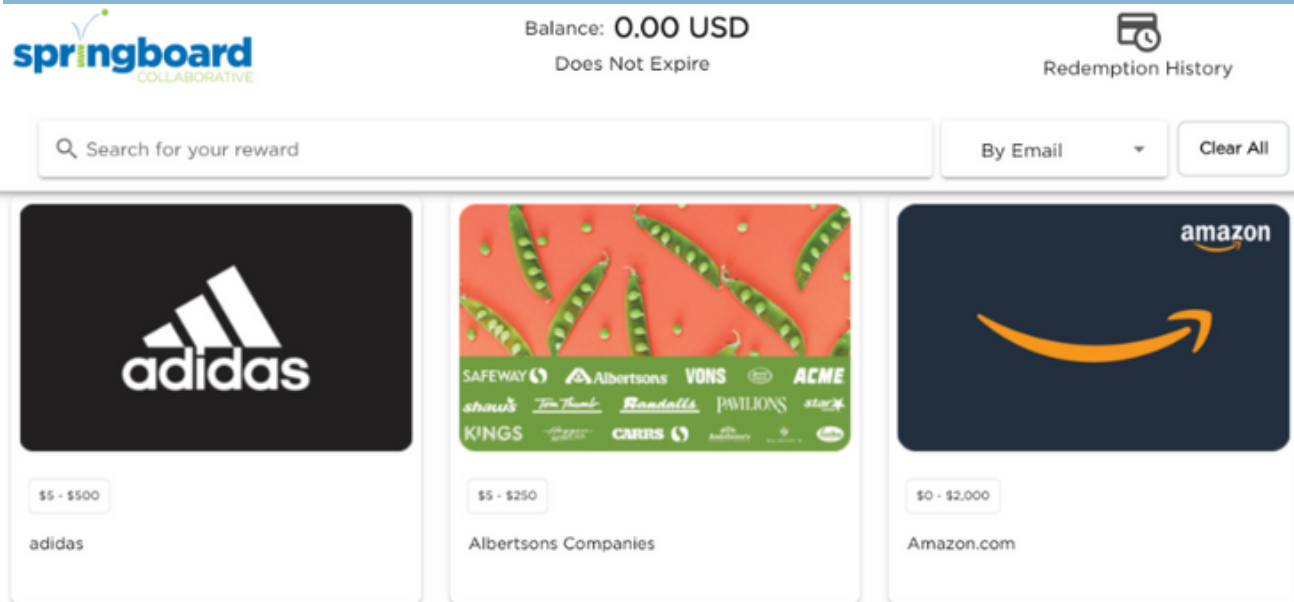 springboard
COLLABORATIVE
Balance: 0.00 USD
Does Not Expire
Redemption History
Search for your reward
By Email
Clear All
adidas
SAFEWAY Albertsons VONS ACME
shaw's Tom Thumb Randalls PAVILIONS star
KINGS CARRS
amazon
$5 - $500
adidas
$5 - $250
Albertsons Companies
$0 - $2,000
Amazon.com